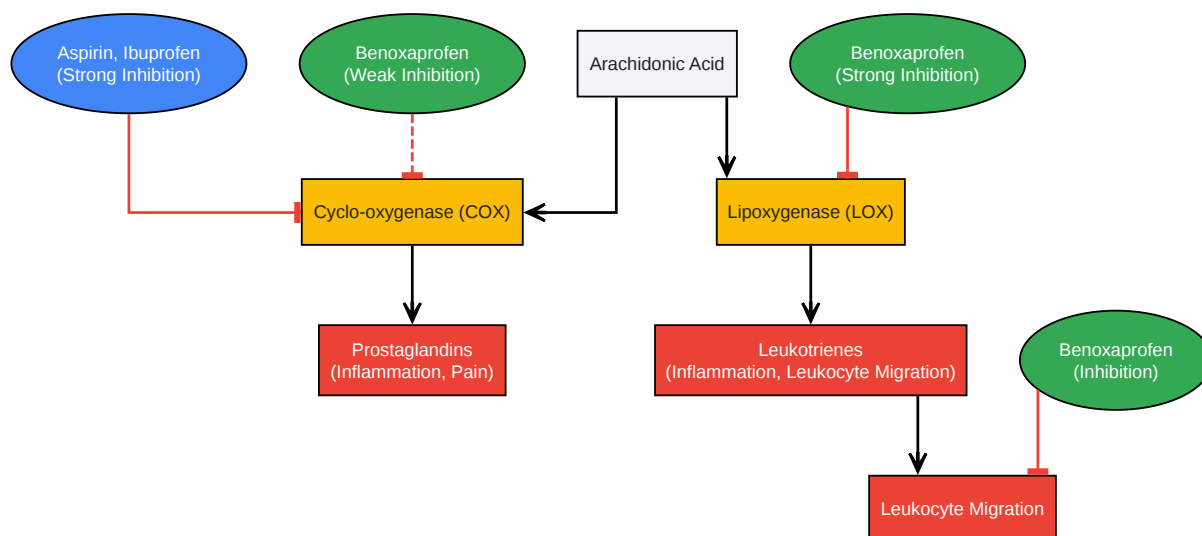 Aspirin, Ibuprofen
(Strong Inhibition)
Benoxaprofen
(Weak Inhibition)
Arachidonic Acid
Benoxaprofen
(Strong Inhibition)
Cyclo-oxygenase (COX)
Lipoxygenase (LOX)
Prostaglandins
(Inflammation, Pain)
Leukotrienes
(Inflammation, Leukocyte Migration)
Benoxaprofen
(Inhibition)
Leukocyte Migration